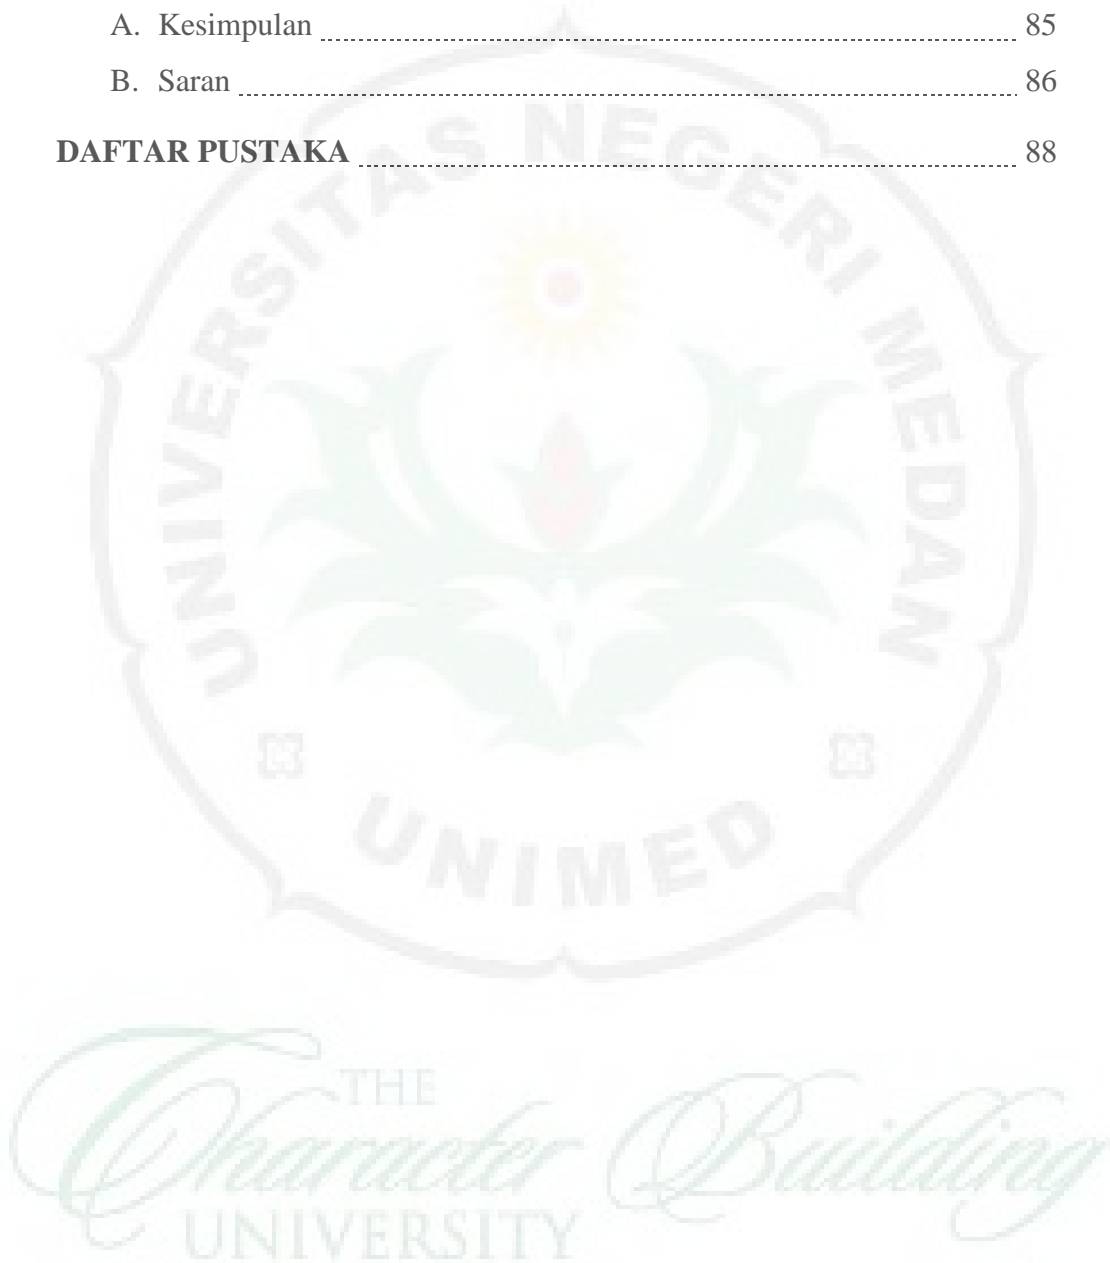 A. Kesimpulan 85
B. Saran 86
DAFTAR PUSTAKA 88
UNIVERSITAS NEGERI MEDAN
UNIMED
THE
Character Building
UNIVERSITY